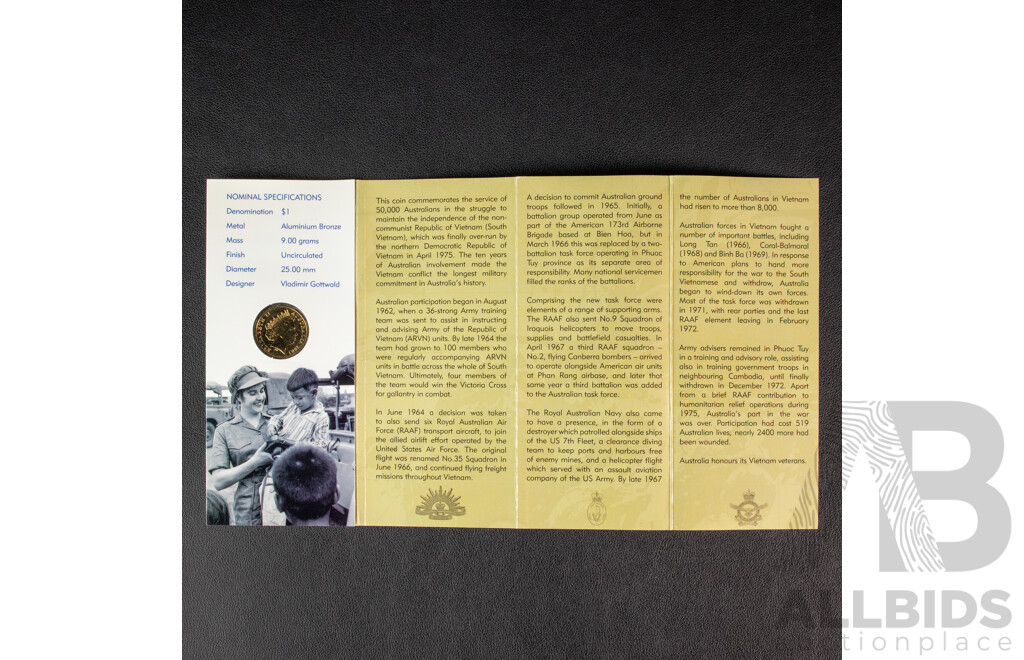 NOMINAL SPECIFICATIONS
Denomination $1
Metal Aluminium Bronze
Mass 9.00 grams
Finish Uncirculated
Diameter 25.00 mm
Designer Vladimir Gottwald
This coin commemorates the service of
50,000 Australians in the struggle to
maintain the independence of the non-
communist Republic of Vietnam (South
Vietnam), which was finally over-run by
the northern Democratic Republic of
Vietnam in April 1975. The ten years
of Australian involvement made the
Vietnam conflict the longest military
commitment in Australia's history.
Australian participation began in August
1962, when a 36-strong Army training
team was sent to assist in instructing
and advising Army of the Republic of
Vietnam (ARVN) units. By late 1964 the
team had grown to 100 members who
were regularly accompanying ARVN
units in battle across the whole of South
Vietnam. Ultimately, four members of
the team would win the Victoria Cross
for gallantry in combat.
In June 1964 a decision was taken
to also send six Royal Australian Air
Force (RAAF) transport aircraft, to join
the allied airlift effort operated by the
United States Air Force. The original
flight was renamed No.35 Squadron in
June 1966, and continued flying freight
missions throughout Vietnam.
A decision to commit Australian ground
troops followed in 1965. Initially, a
battalion group operated from June as
part of the American 173rd Airborne
Brigade based at Bien Hoa, but in
March 1966 this was replaced by a two-
battalion task force operating in Phuoc
Tuy province as its separate area of
responsibility. Many national servicemen
filled the ranks of the battalions.
Comprising the new task force were
elements of a range of supporting arms.
The RAAF also sent No.9 Squadron of
Iroquois helicopters to move troops,
supplies and battlefield casualties. In
April 1967 a third RAAF squadron –
No.2, flying Canberra bombers – arrived
to operate alongside American air units
at Phan Rang airbase, and later that
same year a third battalion was added
to the Australian task force.
The Royal Australian Navy also came
to have a presence, in the form of a
destroyer which patrolled alongside ships
of the US 7th Fleet, a clearance diving
team to keep ports and harbours free
of enemy mines, and a helicopter flight
which served with an assault aviation
company of the US Army. By late 1967
the number of Australians in Vietnam
had risen to more than 8,000.
Australian forces in Vietnam fought a
number of important battles, including
Long Tan (1966), Coral-Balmoral
(1968) and Binh Ba (1969). In response
to American plans to hand more
responsibility for the war to the South
Vietnamese and withdraw, Australia
began to wind-down its own forces.
Most of the task force was withdrawn
in 1971, with rear parties and the last
RAAF element leaving in February
1972.
Army advisers remained in Phuoc Tuy
in a training and advisory role, assisting
also in training government troops in
neighbouring Cambodia, until finally
withdrawn in December 1972. Apart
from a brief RAAF contribution to
humanitarian relief operations during
1975, Australia's part in the war
was over. Participation had cost 519
Australian lives, nearly 2400 more had
been wounded.
Australia honours its Vietnam veterans.
AB
ALLBIDS
auctionplace